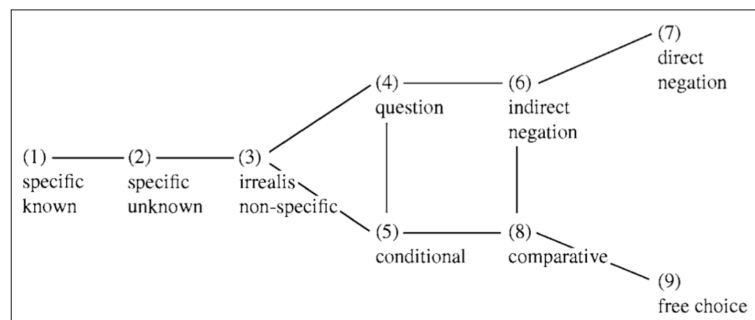 (7)
direct
negation
(4)
question
(6)
indirect
negation
(1)
specific
known
(2)
specific
unknown
(3)
irrealis
non-specific
(5)
conditional
(8)
comparative
(9)
free choice